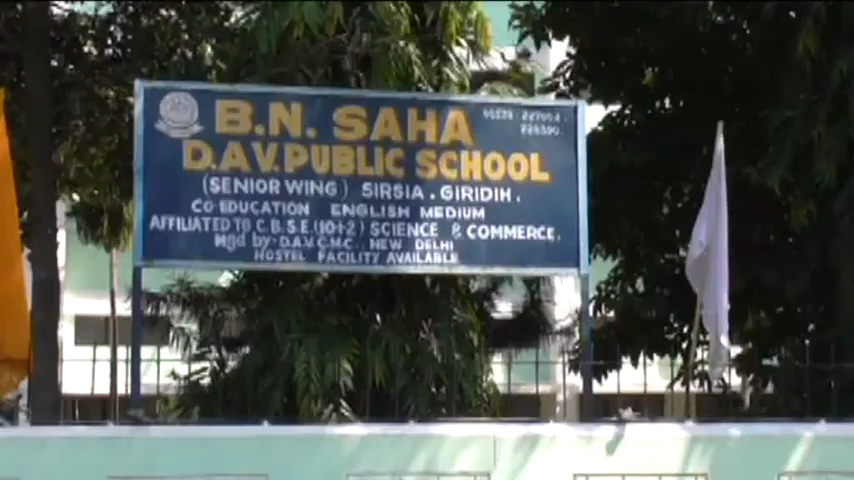 B.N. SAHA
D.A.V. PUBLIC SCHOOL
(SENIOR WING) SIRSIA. GIRIDIH.
CO-EDUCATION ENGLISH MEDIUM
AFFILIATED TO C.B.S.E.(10+2) SCIENCE & COMMERCE.
Mgd by-D.A.V.C.M.C. NEW DELHI
HOSTEL FACILITY AVAILABLE